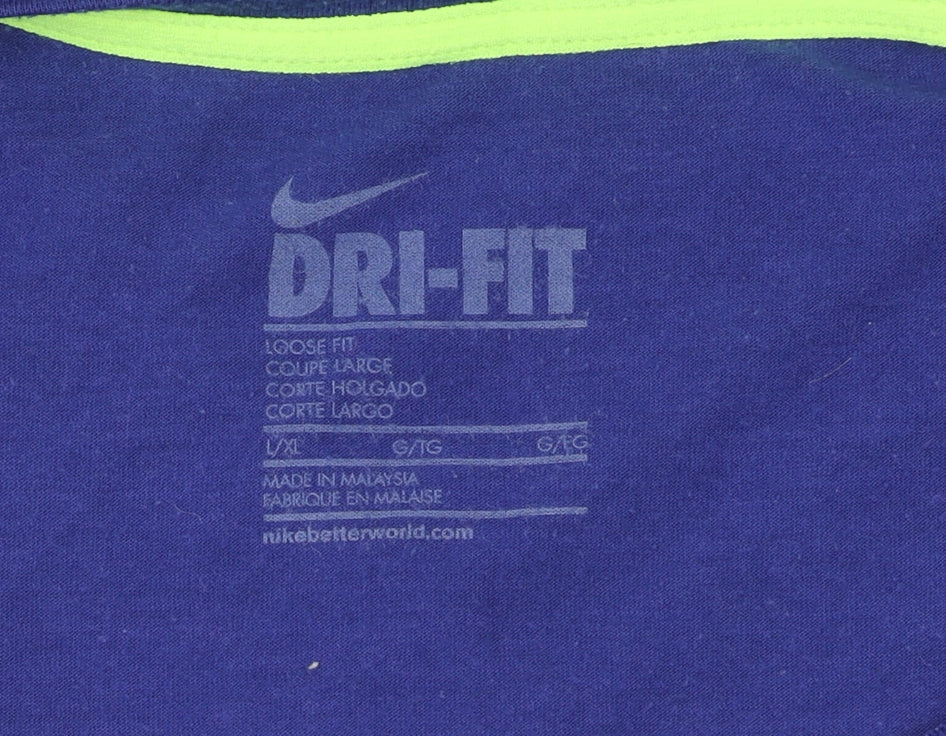 DRI-FIT
LOOSE FIT
COUPE LARGE
CORTE HOLGADO
CORTE LARGO
L/XL G/TG G/EG
MADE IN MALAYSIA
FABRIQUE EN MALAISE
nikebetterworld.com